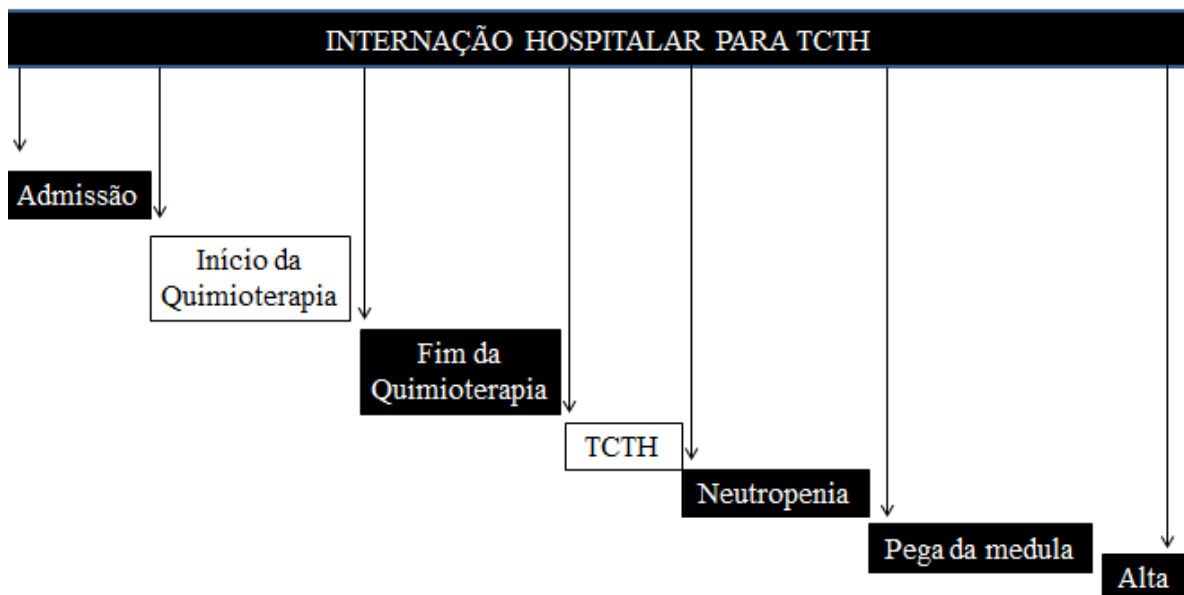 INTERNAÇÃO HOSPITALAR PARA TCTH
Admissão
Início da
Quimioterapia
Fim da
Quimioterapia
TCTH
Neutropenia
Pega da medula
Alta